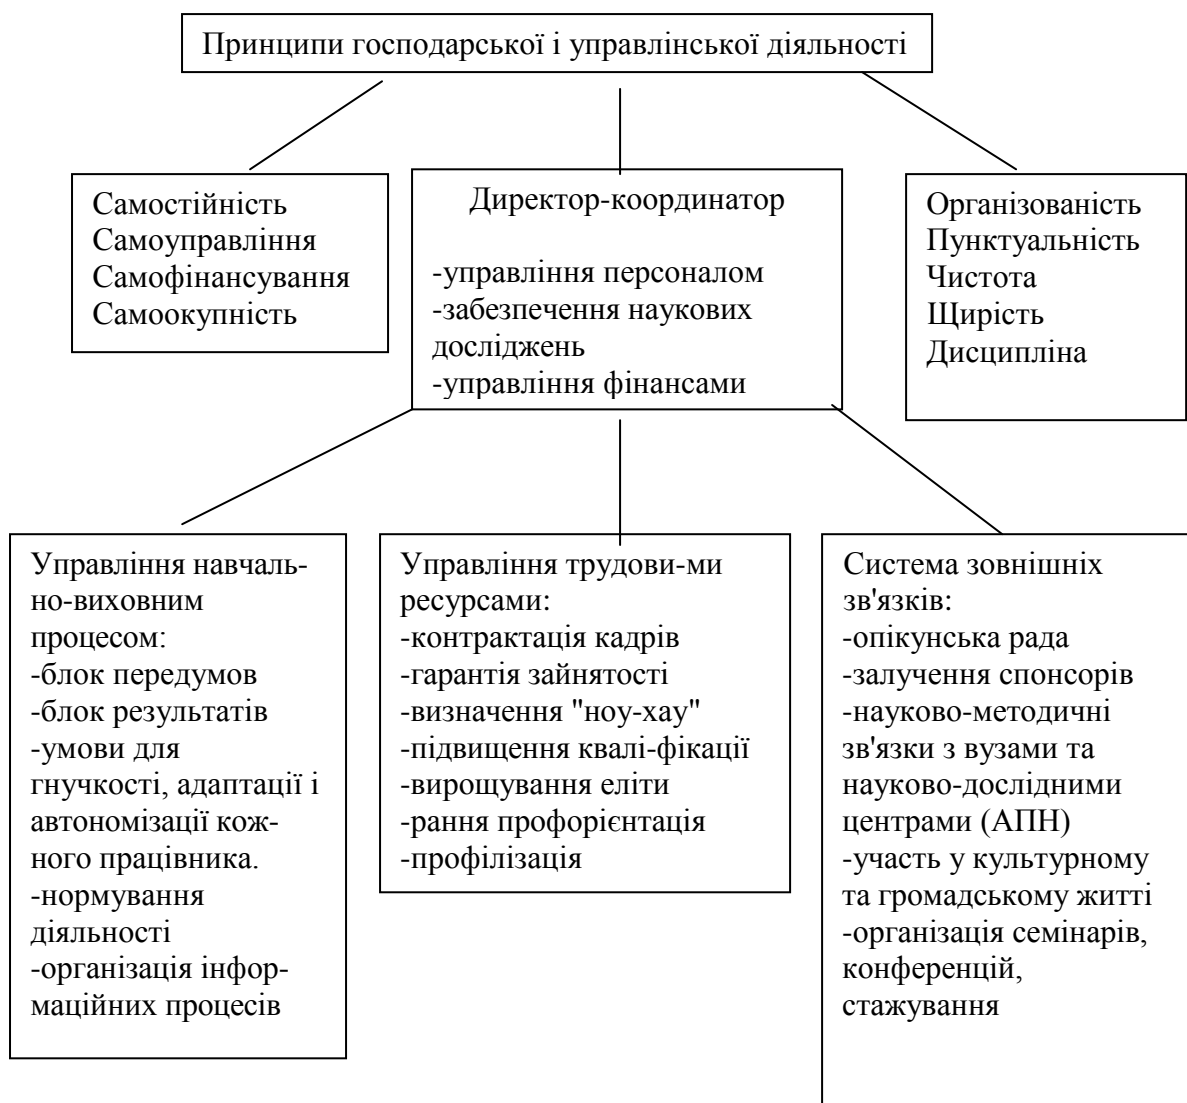 Принципи господарської і управлінської діяльності
Самостійність
Самоуправління
Самофінансування
Самоокупність
Директор-координатор
-управління персоналом
-забезпечення наукових
досліджень
-управління фінансами
Організованість
Пунктуальність
Чистота
Щирість
Дисципліна
Управління навчаль-
но-виховним
процесом:
-блок передумов
-блок результатів
-умови для
гнучкості, адаптації і
автономізації кож-
ного працівника.
-нормування
діяльності
-організація інфор-
маційних процесів
Управління трудови-ми
ресурсами:
-контрактація кадрів
-гарантія зайнятості
-визначення "ноу-хау"
-підвищення квалі-фікації
-вирощування еліти
-рання профорієнтація
-профілізація
Система зовнішніх
зв'язків:
-опікунська рада
-залучення спонсорів
-науково-методичні
зв'язки з вузами та
науково-дослідними
центрами (АПН)
-участь у культурному
та громадському житті
-організація семінарів,
конференцій,
стажування